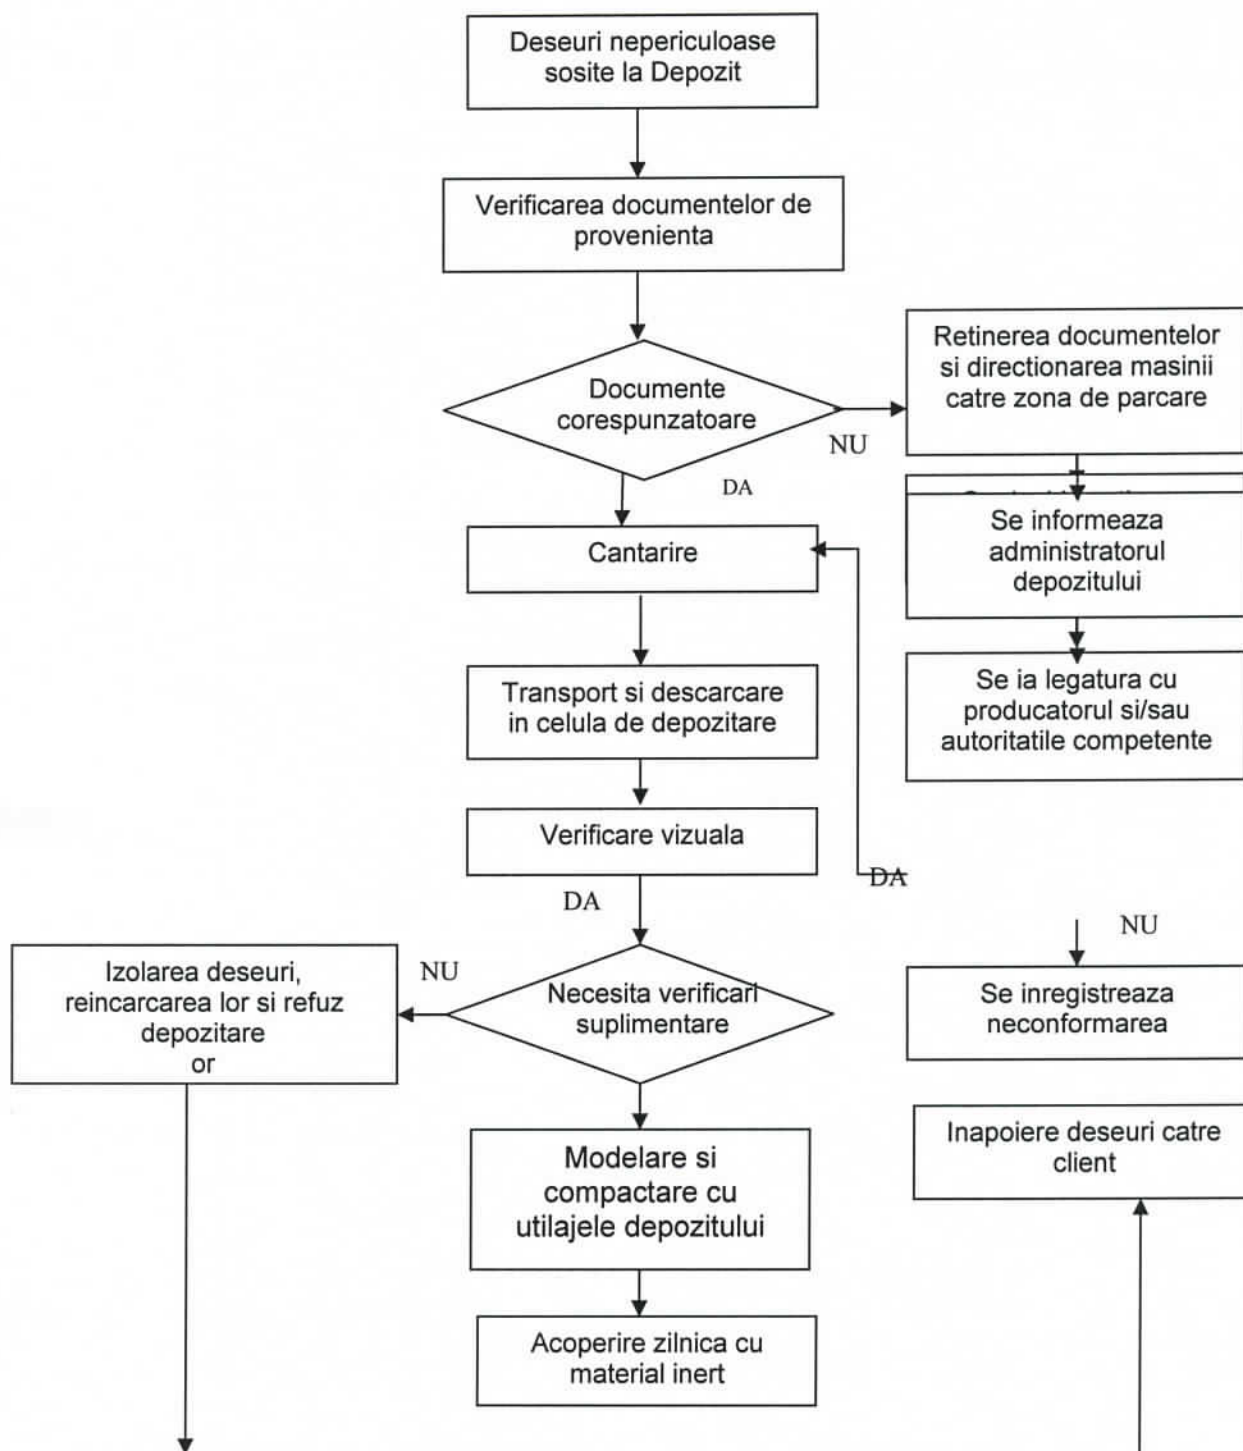 Deseuri nepericuloase
sosite la Depozit
Verificarea documentelor de
provenienta
Documente
corespunzatoare
NU
DA
Retinerea documentelor
si directionarea masinii
catre zona de parcare
Se informeaza
administratorul
depozitului
Cantarire
Se ia legatura cu
producatorul si/sau
autoritatile competente
Transport si descarcare
in celula de depozitare
Verificare vizuala
DA
DA
NU
Izolarea deseuri,
reincarcarea lor si refuz
depozitare
or
NU
Necesita verificari
suplimentare
Se inregistreaza
neconformarea
Inapoiere deseuri catre
client
Modelare si
compactare cu
utilajele depozitului
Acoperire zilnica cu
material inert